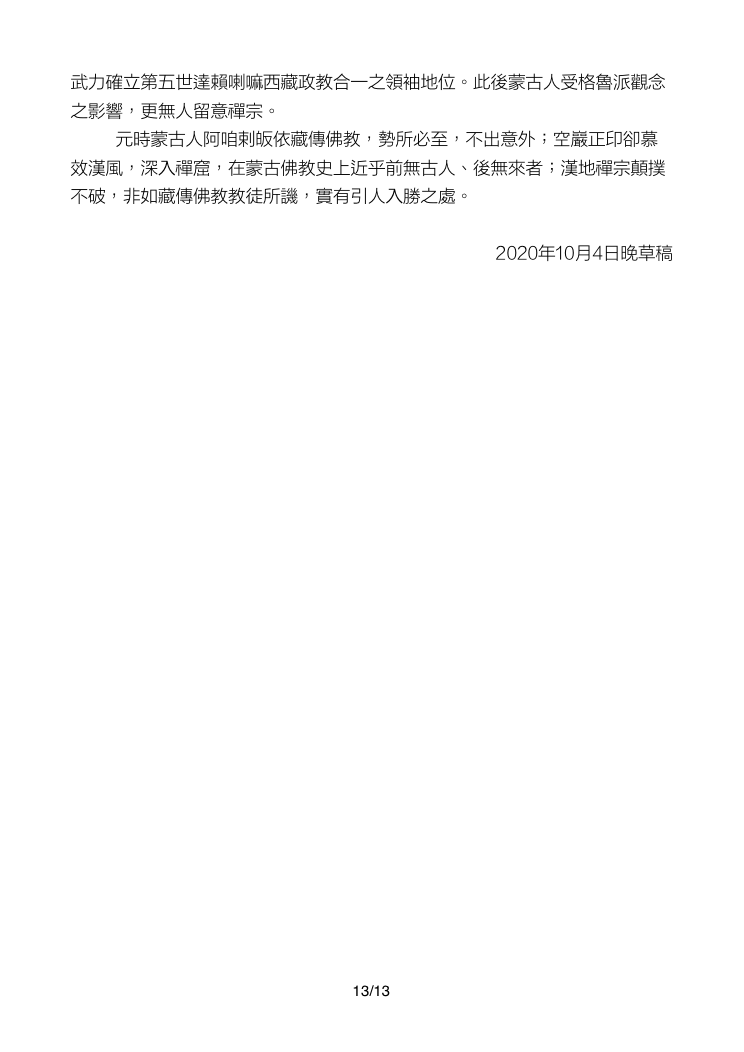 武力確立第五世達賴喇嘛西藏政教合一之領袖地位。此後蒙古人受格魯派觀念
之影響，更無人留意禪宗。
元時蒙古人阿咱剌皈依藏傳佛教，勢所必至，不出意外；空巖正印卻慕
效漢風，深入禪窟，在蒙古佛教史上近乎前無古人、後無來者；漢地禪宗顛撲
不破，非如藏傳佛教教徒所譏，實有引人入勝之處。
2020年10月4日晚草稿
13/13